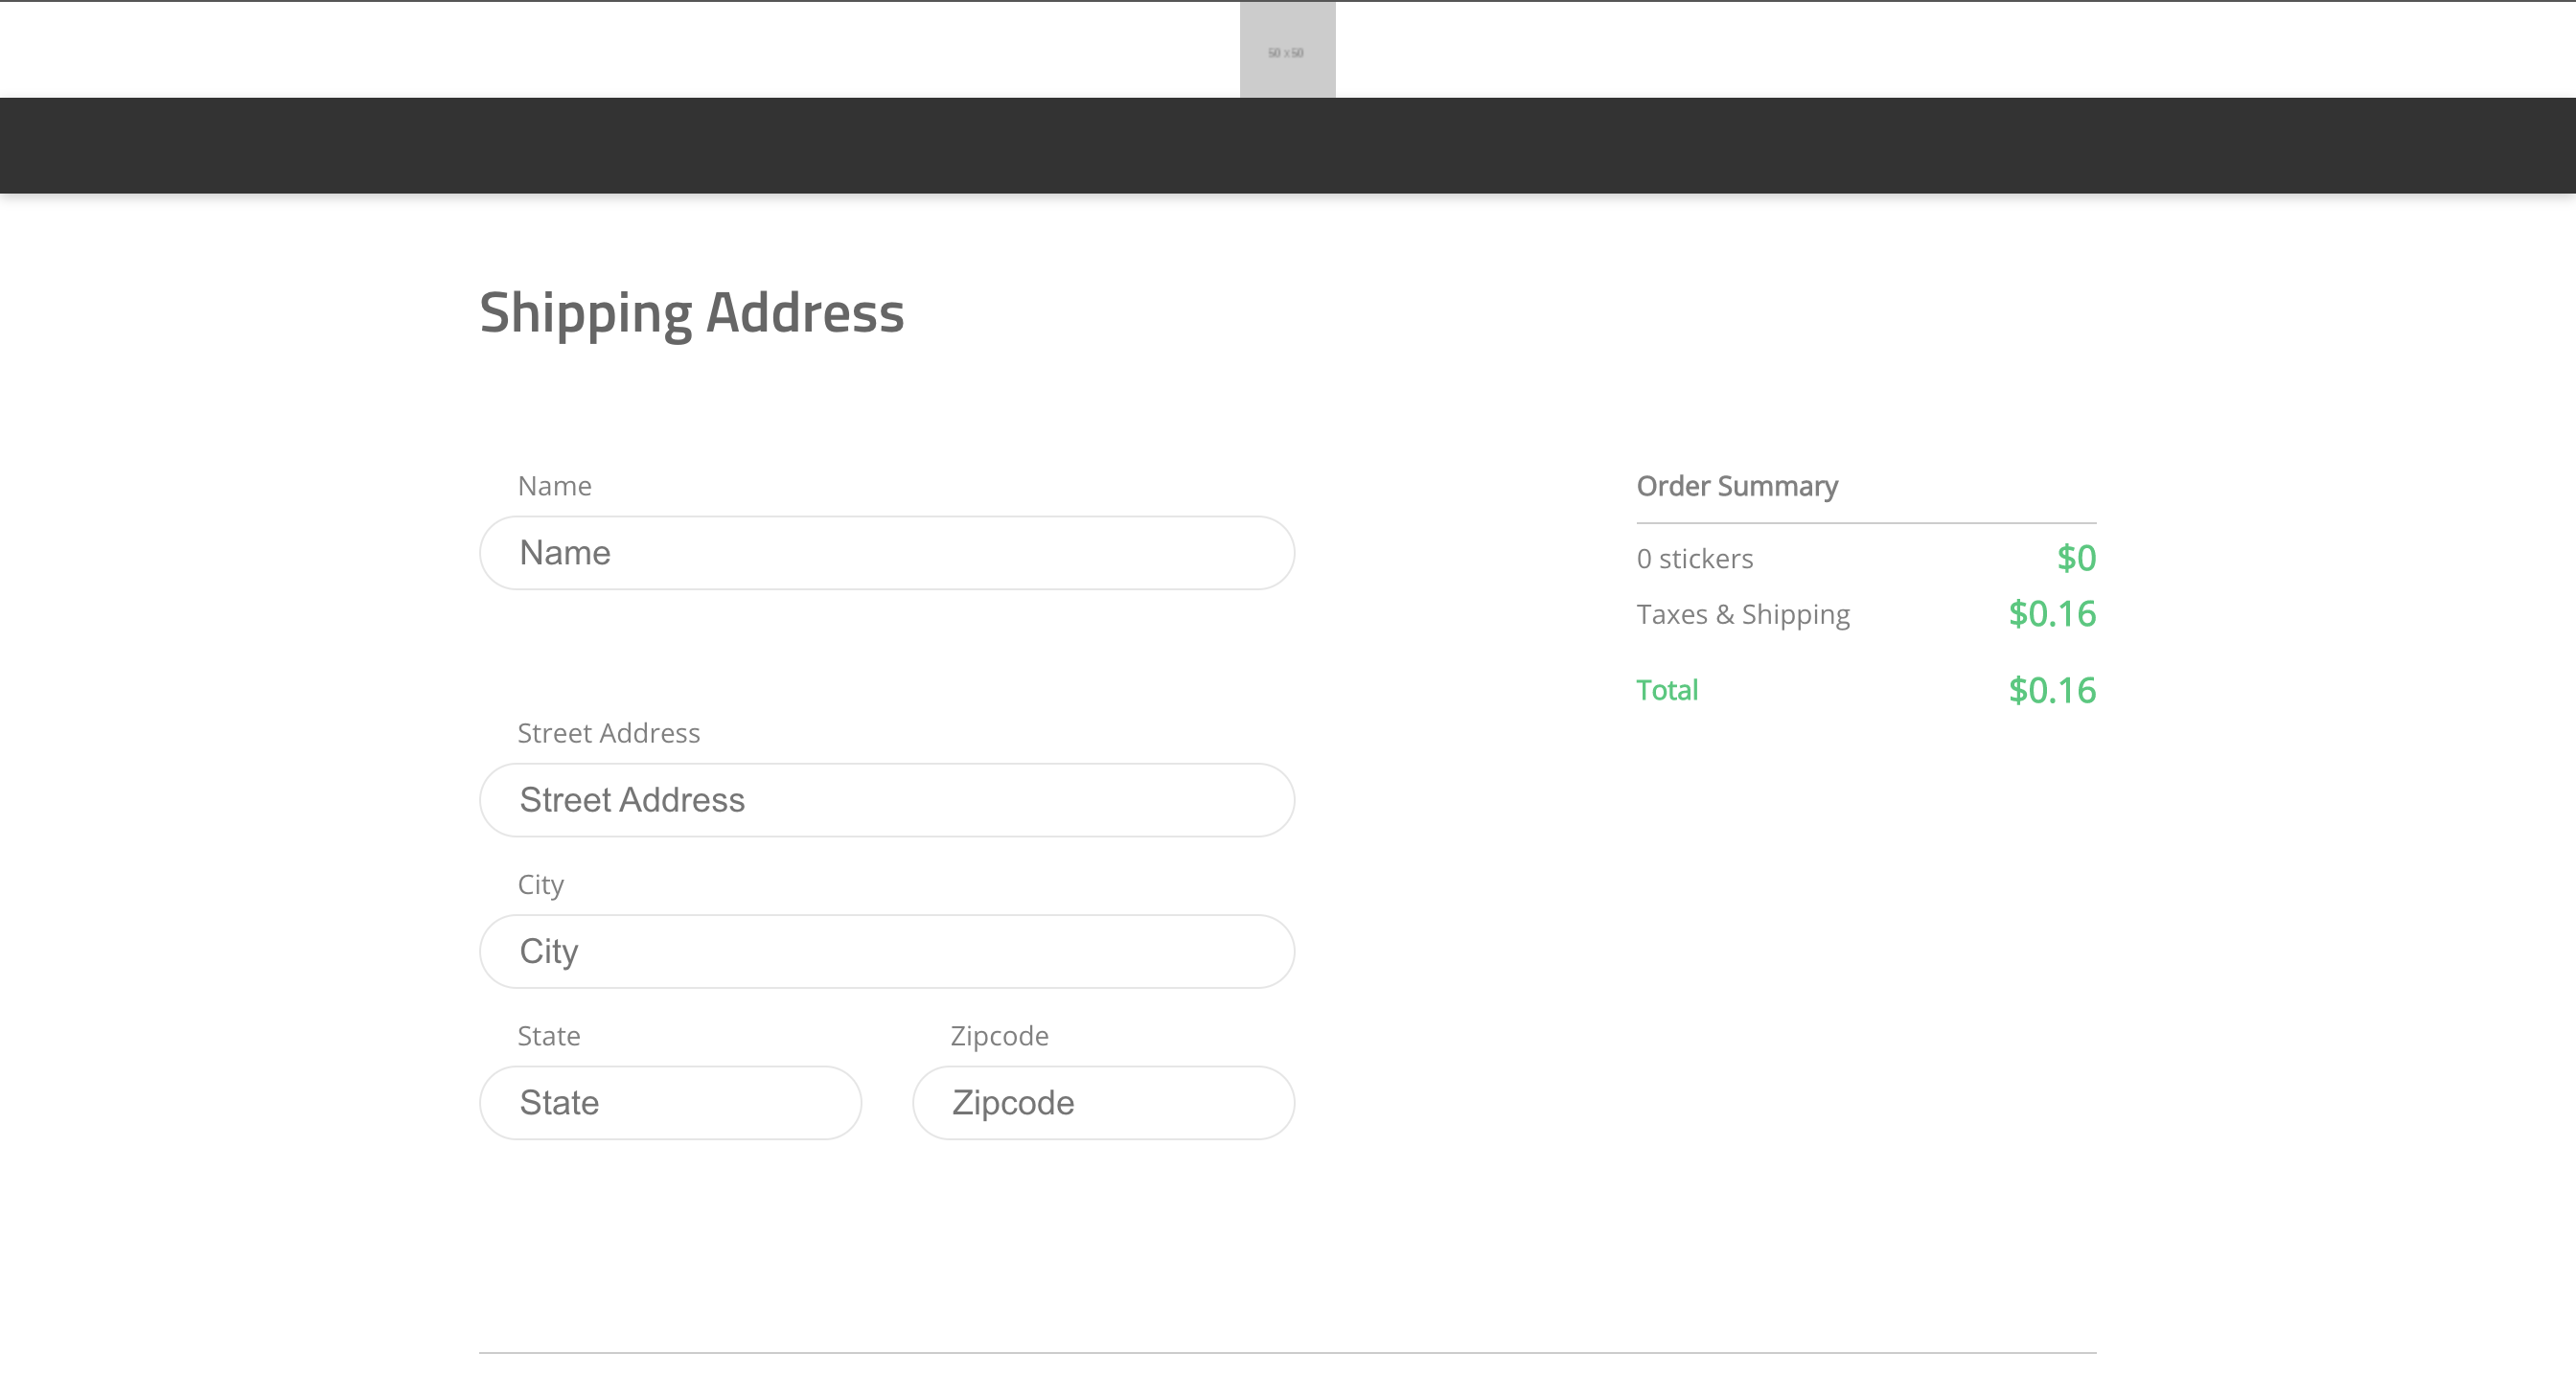 50 x 50
Shipping Address
Name
Name
Street Address
Street Address
City
City
State
State
Zipcode
Zipcode
Order Summary
0 stickers $0
Taxes & Shipping $0.16
Total $0.16